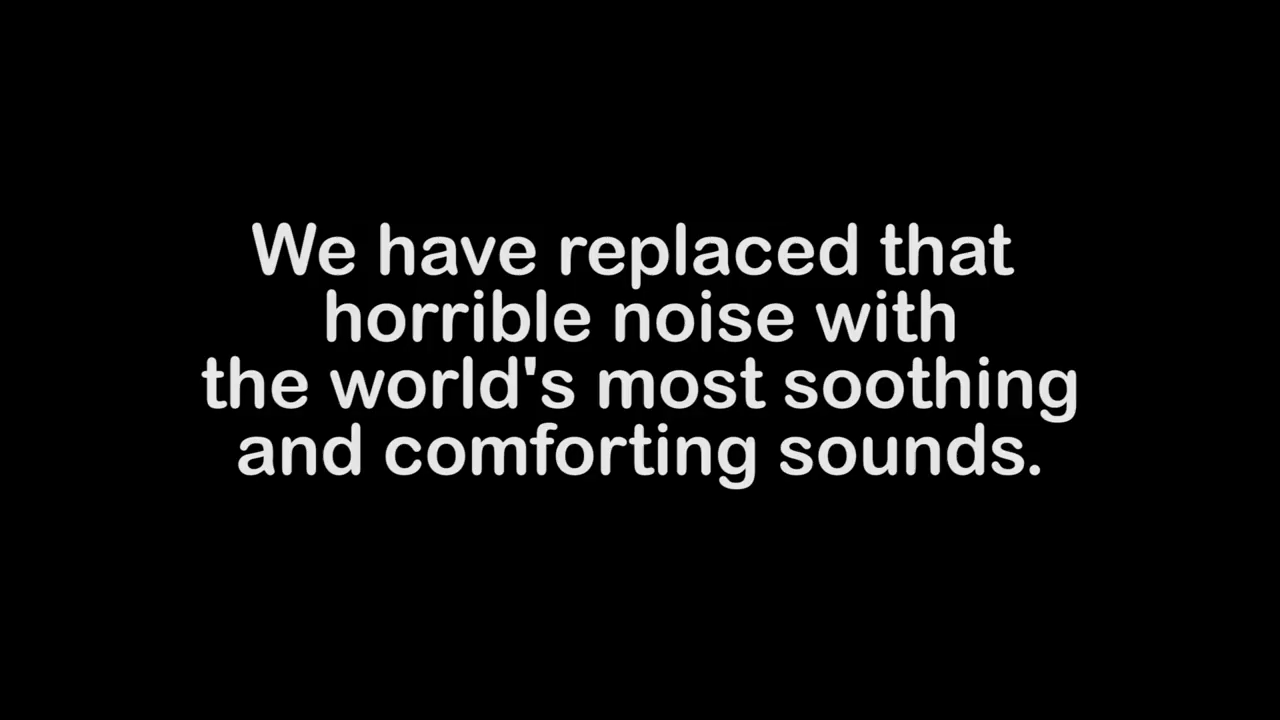 We have replaced that
horrible noise with
the world's most soothing
and comforting sounds.